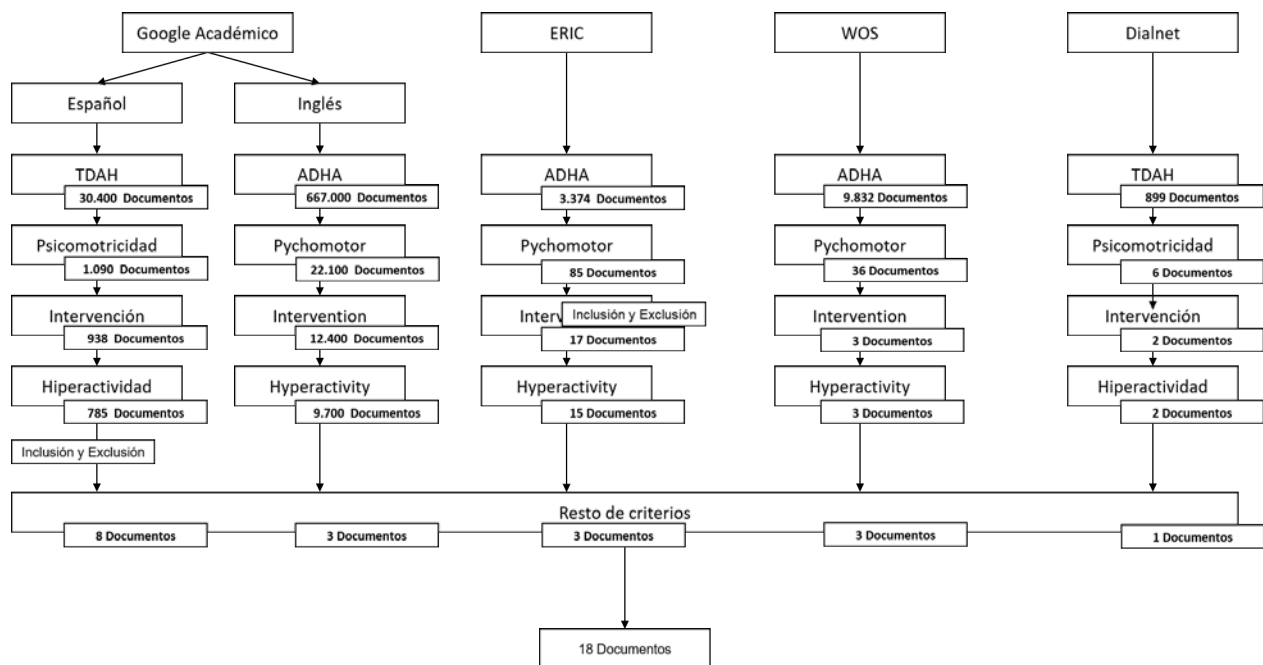 Google Académico
ERIC
WOS
Dialnet
Español
Inglés
TDAH
30.400 Documentos
ADHA
667.000 Documentos
ADHA
3.374 Documentos
ADHA
9.832 Documentos
TDAH
899 Documentos
Psicomotricidad
1.090 Documentos
Pychomotor
22.100 Documentos
Pychomotor
85 Documentos
Pychomotor
36 Documentos
Psicomotricidad
6 Documentos
Intervención
938 Documentos
Intervention
12.400 Documentos
Inclusión y Exclusión
17 Documentos
Intervention
3 Documentos
Intervención
2 Documentos
Hiperactividad
785 Documentos
Hyperactivity
9.700 Documentos
Hyperactivity
15 Documentos
Hyperactivity
3 Documentos
Hiperactividad
2 Documentos
Inclusión y Exclusión
Resto de criterios
8 Documentos
3 Documentos
3 Documentos
3 Documentos
1 Documentos
18 Documentos